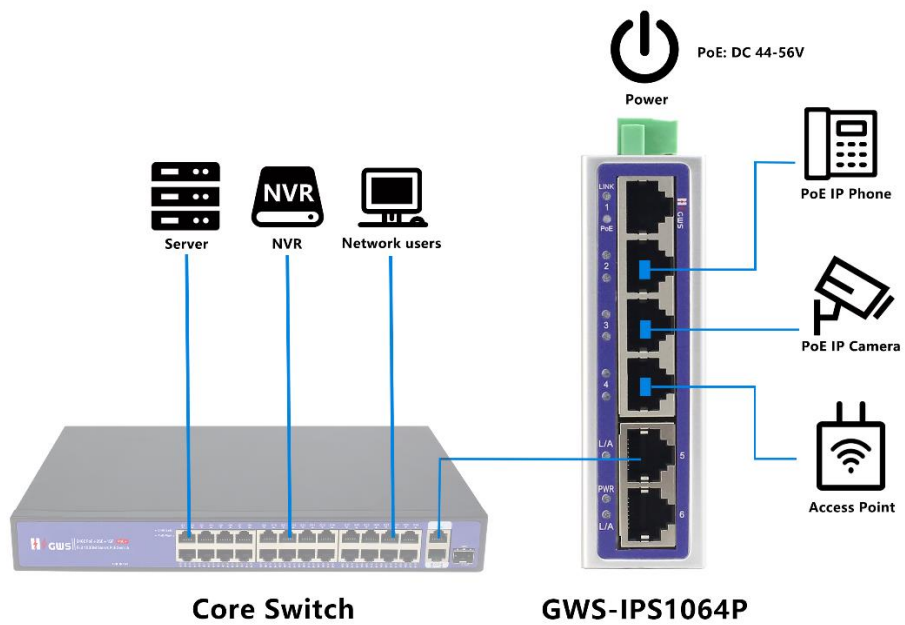 PoE: DC 44-56V
Power
NVR
Server
NVR
Network users
PoE IP Phone
PoE IP Camera
Access Point
LINK
1
PoE
GWS
2
3
4
L/A
5
PWR
6
L/A
GWS
Core Switch
GWS-IPS1064P